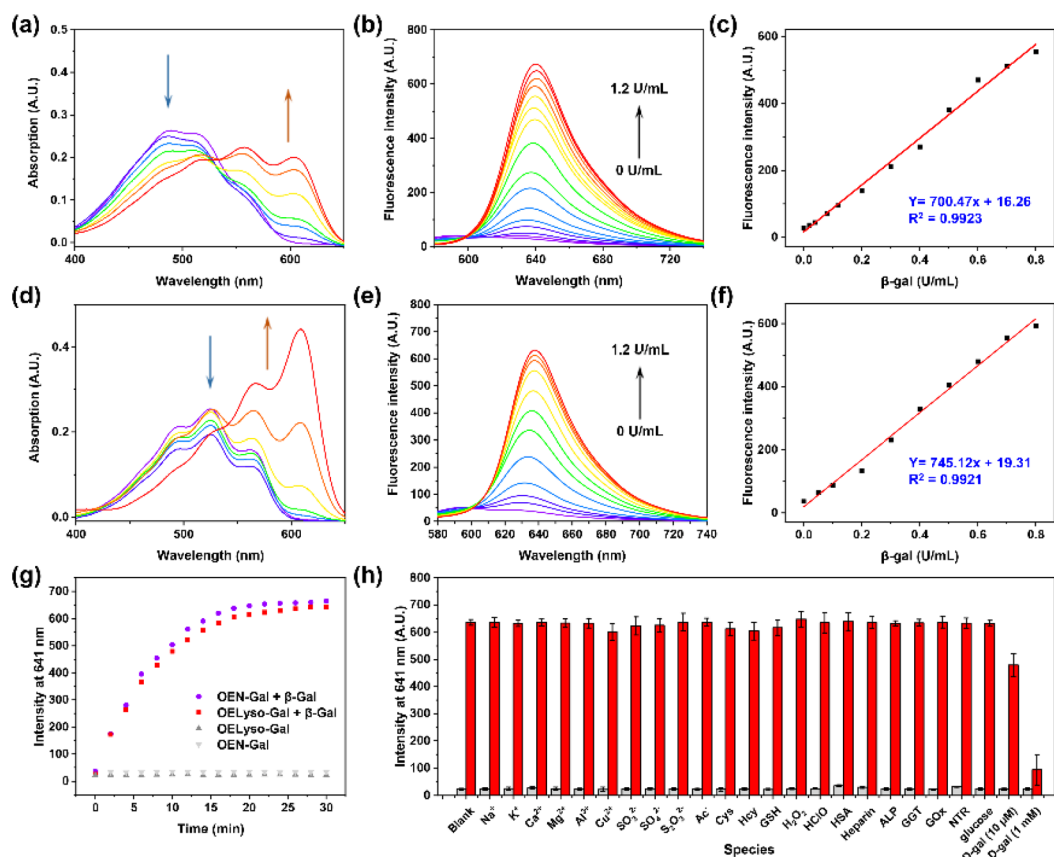 (a)
0.5
0.4
0.3
0.2
0.1
0.0
Absorption (A.U.)
400
500
600
Wavelength (nm)
(b)
800
700
600
500
400
300
200
100
0
Fluorescence intensity (A.U.)
1.2 U/mL
0 U/mL
600
640
680
720
Wavelength (nm)
(c)
600
400
200
0
Fluorescence intensity (A.U.)
Y= 700.47x + 16.26
R² = 0.9923
0.0
0.2
0.4
0.6
0.8
β-gal (U/mL)
(d)
0.4
0.2
0.0
Absorption (A.U.)
400
500
600
Wavelength (nm)
(e)
800
700
600
500
400
300
200
100
0
Fluorescence intensity (A.U.)
1.2 U/mL
0 U/mL
580
600
620
640
660
680
700
720
740
Wavelength (nm)
(f)
600
400
200
0
Fluorescence intensity (A.U.)
Y= 745.12x + 19.31
R² = 0.9921
0.0
0.2
0.4
0.6
0.8
β-gal (U/mL)
(g)
700
600
500
400
300
200
100
0
Intensity at 641 nm
OEN-Gal + β-Gal
OELyso-Gal + β-Gal
OELyso-Gal
OEN-Gal
0
5
10
15
20
25
30
Time (min)
(h)
900
800
700
600
500
400
300
200
100
0
Intensity at 641 nm (A.U.)
Blank
Na⁺
K⁺
Ca²⁺
Mg²⁺
Al³⁺
Cu²⁺
SO₃²⁻
SO₄²⁻
S₂O₃²⁻
Ac⁻
Cys
Hcy
GSH
H₂O₂
HClO
HSA
Heparin
ALP
GGT
GOx
NTR
glucose
D-gal (10 μM)
D-gal (1 mM)
Species